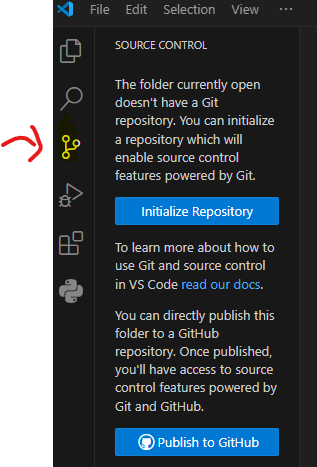 File Edit Selection View ···
SOURCE CONTROL
The folder currently open
doesn't have a Git
repository. You can initialize
a repository which will
enable source control
features powered by Git.
Initialize Repository
To learn more about how to
use Git and source control
in VS Code read our docs.
You can directly publish this
folder to a GitHub
repository. Once published,
you'll have access to source
control features powered by
Git and GitHub.
Publish to GitHub